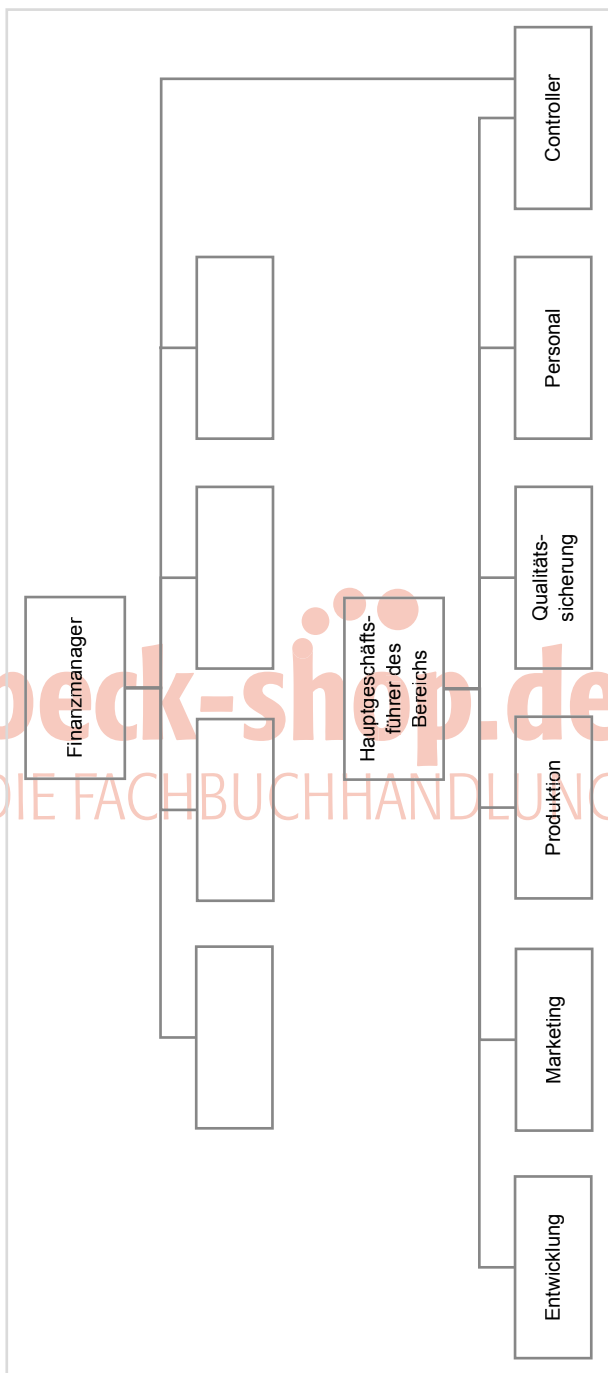 Finanzmanager
Hauptgeschäfts-
führer des
Bereichs
Entwicklung
Marketing
Produktion
Qualitäts-
sicherung
Personal
Controller
beck-shop.de
DIE FACHBUCHHANDLUNG